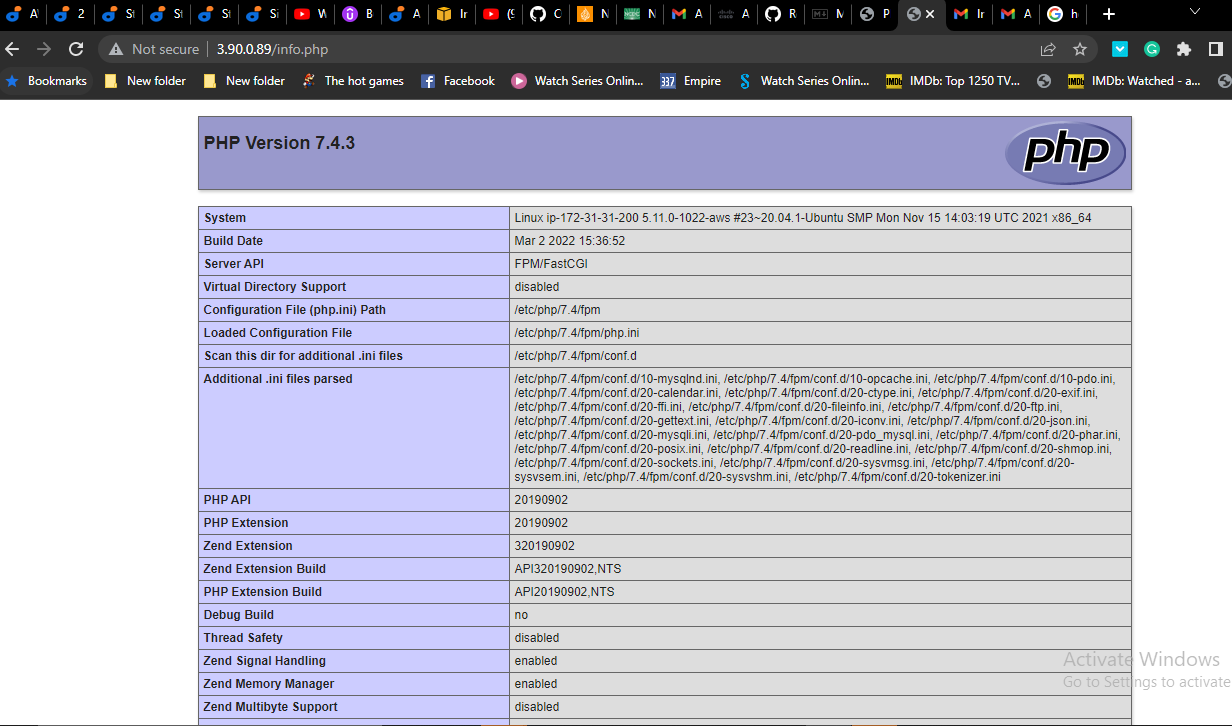 A
2
St
St
St
Si
W
B
A
Ir
(9
C
N
N
A
A
R
M
P
Ir
A
h
Not secure 3.90.0.89/info.php
Bookmarks New folder New folder The hot games Facebook Watch Series Onlin... 337 Empire Watch Series Onlin... IMDb IMDb: Top 1250 TV... IMDb IMDb: Watched - a...
PHP Version 7.4.3
php
System Linux ip-172-31-31-200 5.11.0-1022-aws #23~20.04.1-Ubuntu SMP Mon Nov 15 14:03:19 UTC 2021 x86_64
Build Date Mar 2 2022 15:36:52
Server API FPM/FastCGI
Virtual Directory Support disabled
Configuration File (php.ini) Path /etc/php/7.4/fpm
Loaded Configuration File /etc/php/7.4/fpm/php.ini
Scan this dir for additional .ini files /etc/php/7.4/fpm/conf.d
Additional .ini files parsed /etc/php/7.4/fpm/conf.d/10-mysqlnd.ini, /etc/php/7.4/fpm/conf.d/10-opcache.ini, /etc/php/7.4/fpm/conf.d/10-pdo.ini,
/etc/php/7.4/fpm/conf.d/20-calendar.ini, /etc/php/7.4/fpm/conf.d/20-ctype.ini, /etc/php/7.4/fpm/conf.d/20-exif.ini,
/etc/php/7.4/fpm/conf.d/20-ffi.ini, /etc/php/7.4/fpm/conf.d/20-fileinfo.ini, /etc/php/7.4/fpm/conf.d/20-ftp.ini,
/etc/php/7.4/fpm/conf.d/20-gettext.ini, /etc/php/7.4/fpm/conf.d/20-iconv.ini, /etc/php/7.4/fpm/conf.d/20-json.ini,
/etc/php/7.4/fpm/conf.d/20-mysqli.ini, /etc/php/7.4/fpm/conf.d/20-pdo_mysql.ini, /etc/php/7.4/fpm/conf.d/20-phar.ini,
/etc/php/7.4/fpm/conf.d/20-posix.ini, /etc/php/7.4/fpm/conf.d/20-readline.ini, /etc/php/7.4/fpm/conf.d/20-shmop.ini,
/etc/php/7.4/fpm/conf.d/20-sockets.ini, /etc/php/7.4/fpm/conf.d/20-sysvmsg.ini, /etc/php/7.4/fpm/conf.d/20-
sysvsem.ini, /etc/php/7.4/fpm/conf.d/20-sysvshm.ini, /etc/php/7.4/fpm/conf.d/20-tokenizer.ini
PHP API 20190902
PHP Extension 20190902
Zend Extension 320190902
Zend Extension Build API320190902,NTS
PHP Extension Build API20190902,NTS
Debug Build no
Thread Safety disabled
Zend Signal Handling enabled
Zend Memory Manager enabled
Zend Multibyte Support disabled
Activate Windows
Go to Settings to activate